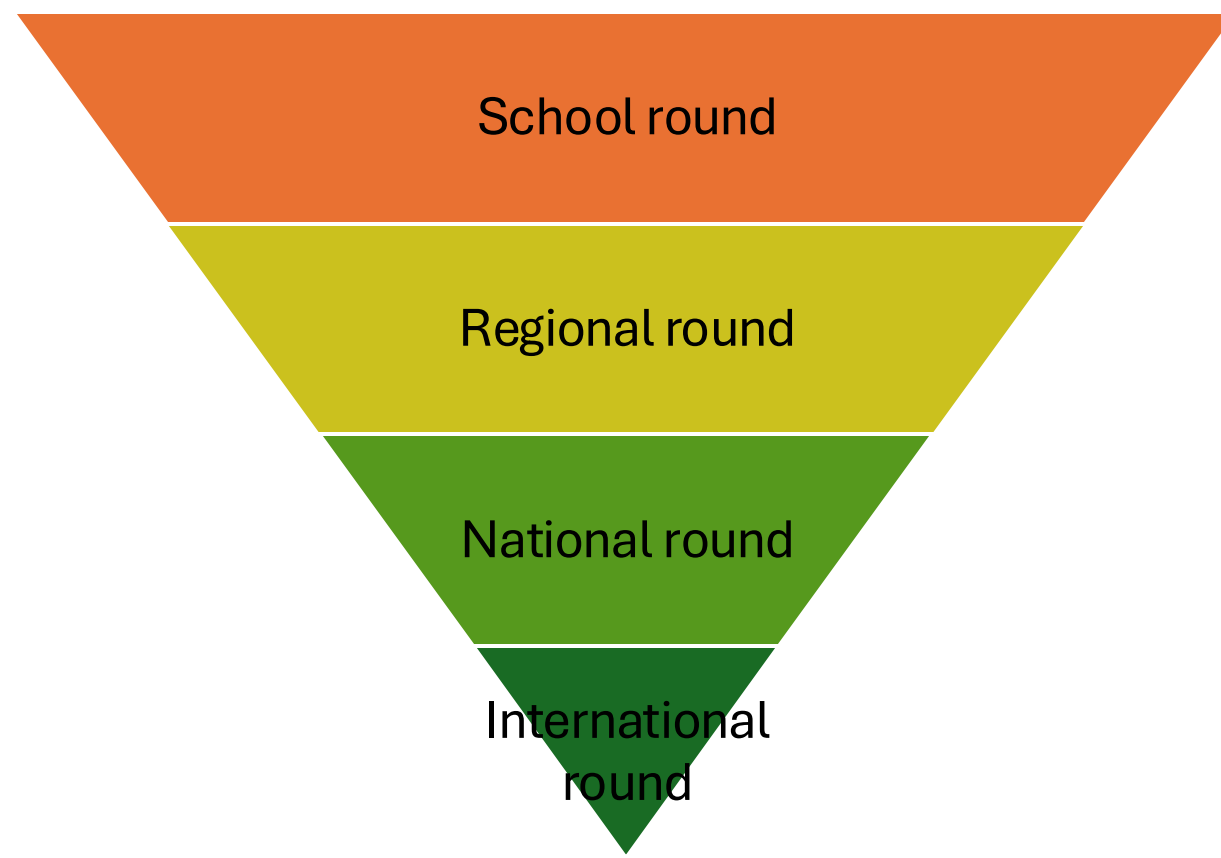 School round
Regional round
National round
International
round